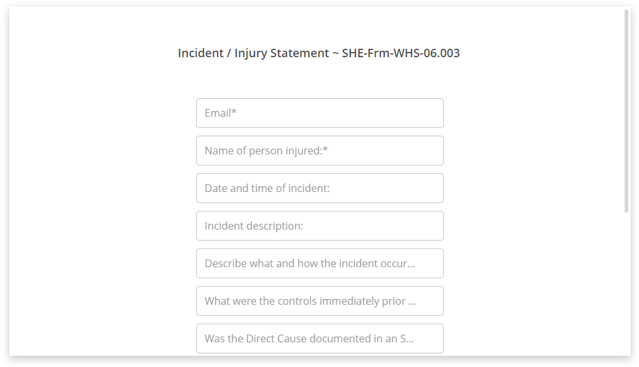 Incident / Injury Statement ~ SHE-Frm-WHS-06.003
Email*
Name of person injured:*
Date and time of incident:
Incident description:
Describe what and how the incident occur...
What were the controls immediately prior ...
Was the Direct Cause documented in an S...